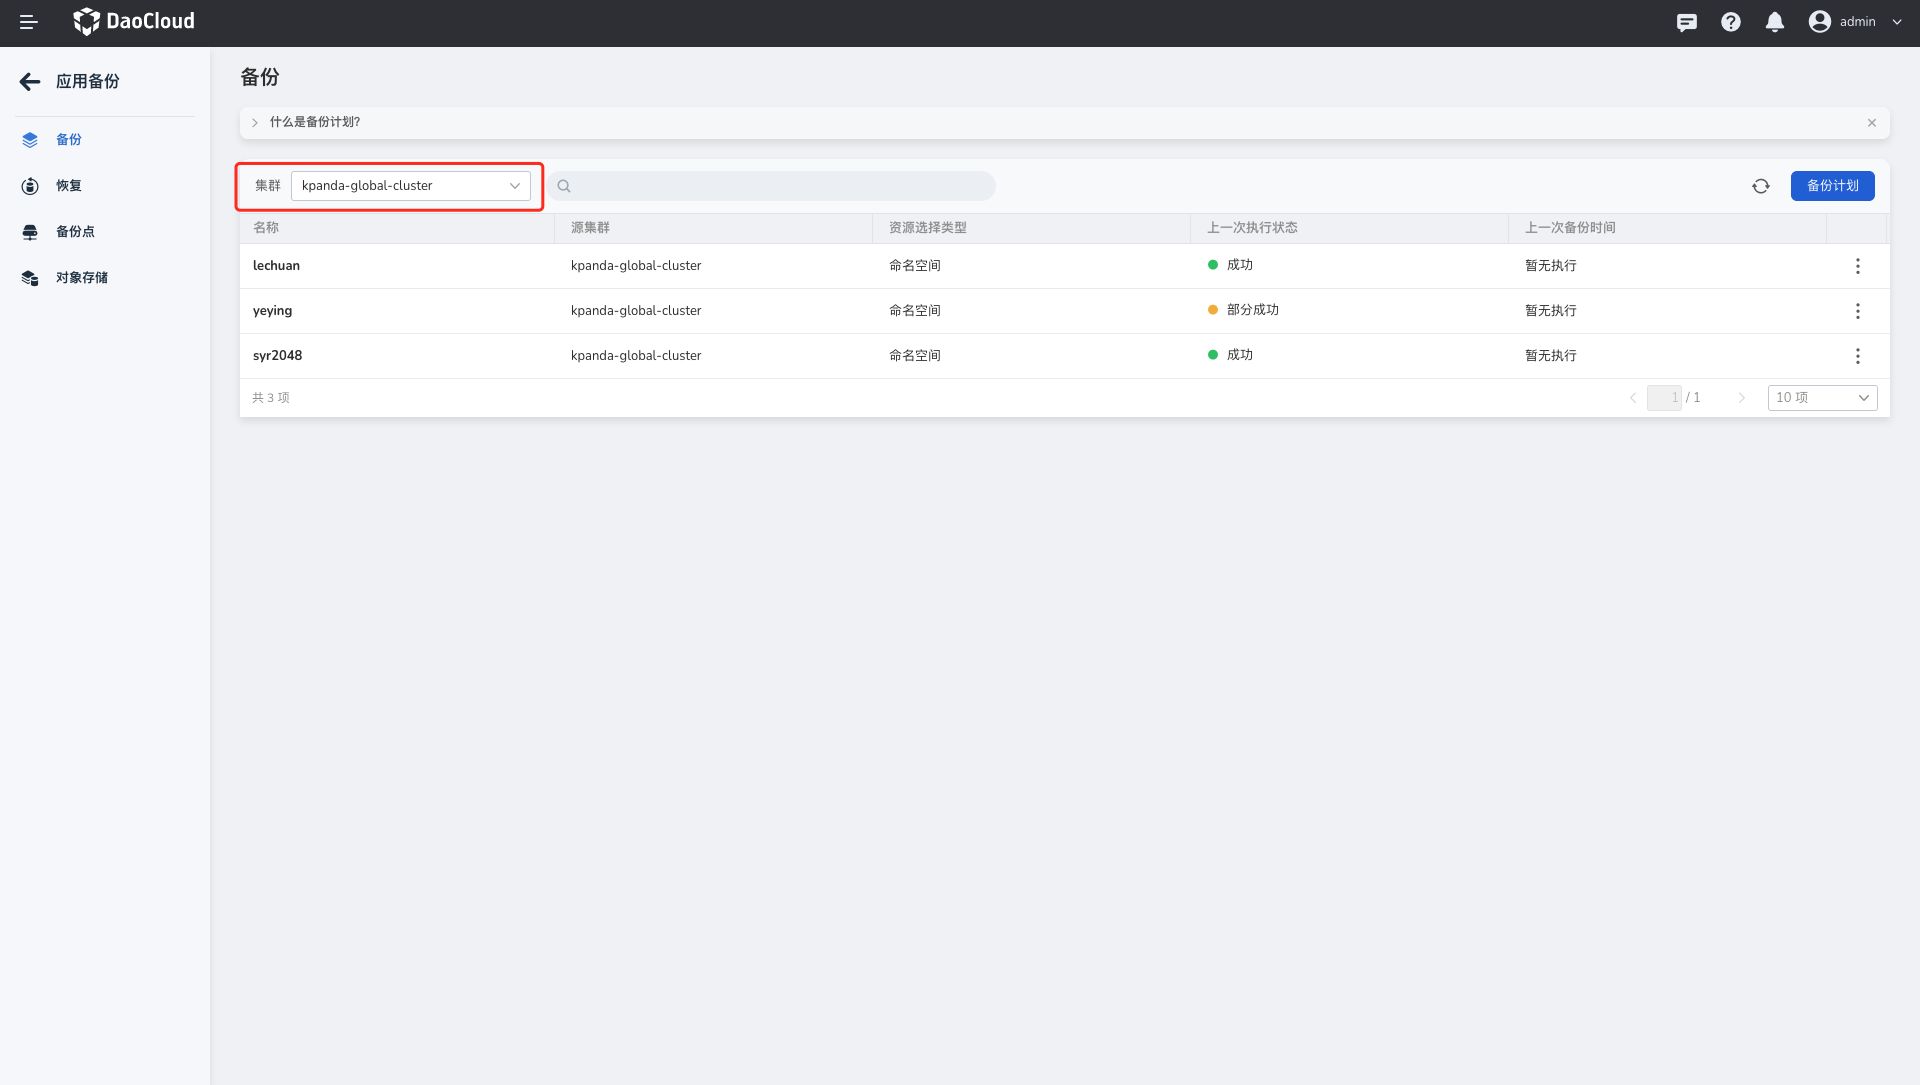 DaoCloud
admin
应用备份
备份
恢复
备份点
对象存储
备份
什么是备份计划?
集群 kpanda-global-cluster
备份计划
名称 源集群 资源选择类型 上一次执行状态 上一次备份时间
lechuan kpanda-global-cluster 命名空间 成功 暂无执行
yeying kpanda-global-cluster 命名空间 部分成功 暂无执行
syr2048 kpanda-global-cluster 命名空间 成功 暂无执行
共 3 项 1 / 1 10 项